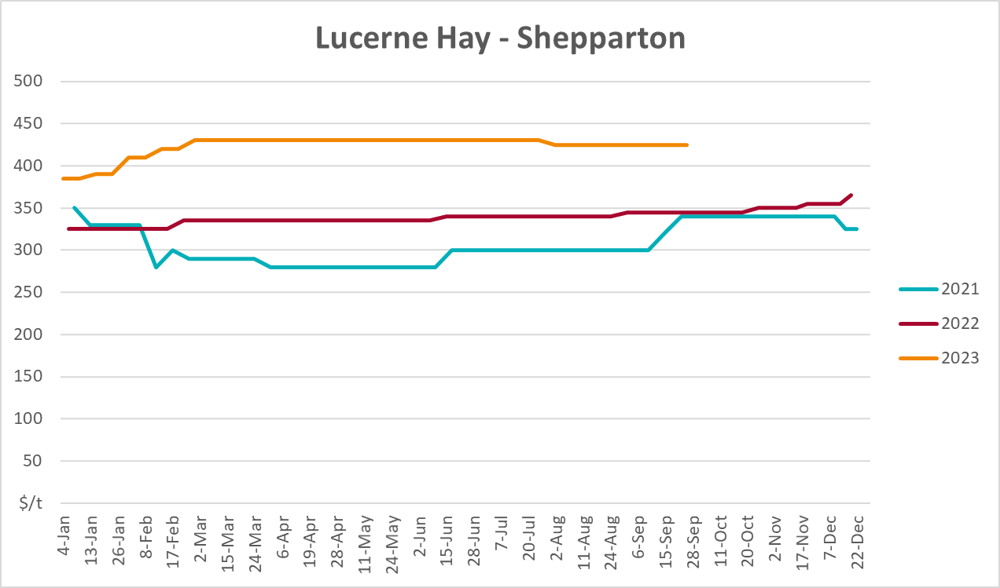 Lucerne Hay - Shepparton
500
450
400
350
300
250
200
150
100
50
$/t
4-Jan
13-Jan
26-Jan
8-Feb
17-Feb
2-Mar
15-Mar
24-Mar
6-Apr
19-Apr
28-Apr
11-May
24-May
2-Jun
15-Jun
28-Jun
7-Jul
20-Jul
2-Aug
11-Aug
24-Aug
6-Sep
15-Sep
28-Sep
11-Oct
20-Oct
2-Nov
17-Nov
7-Dec
22-Dec
2021
2022
2023